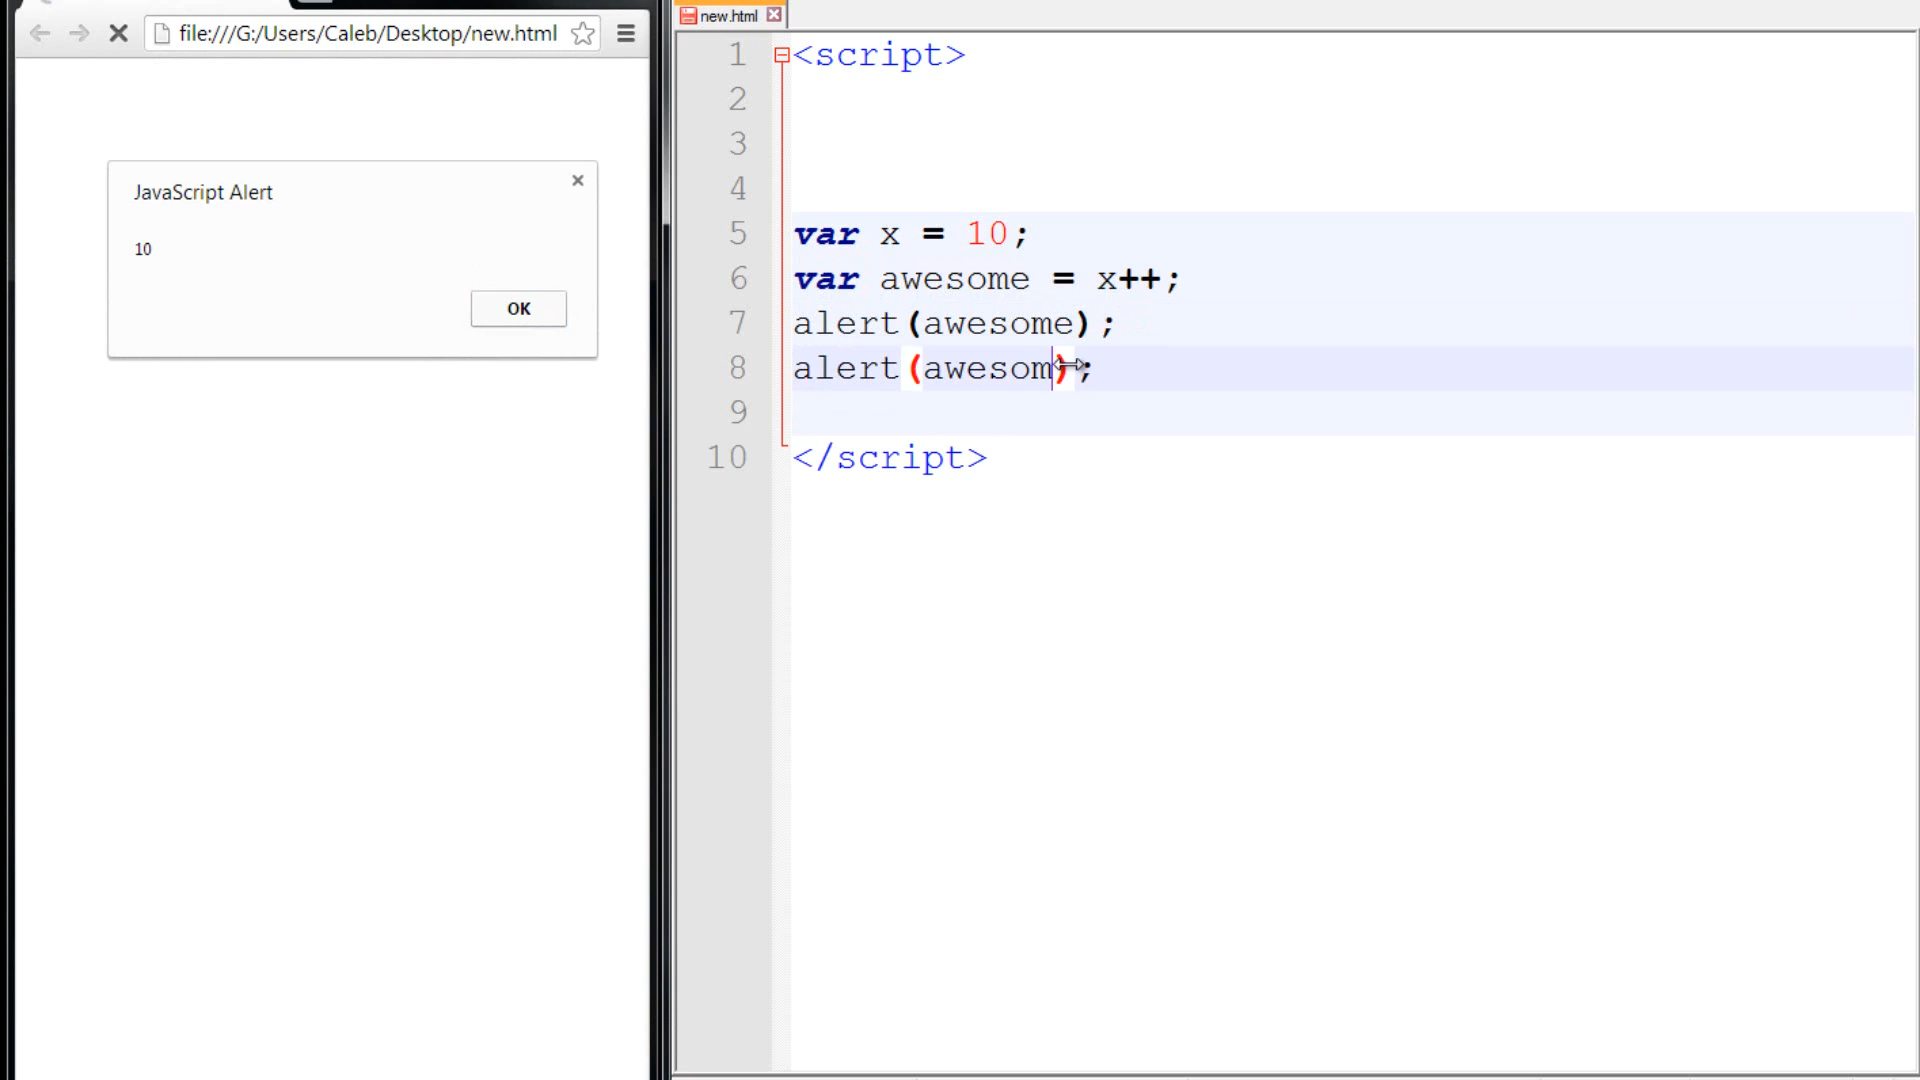 file:///G:/Users/Caleb/Desktop/new.html
JavaScript Alert
10
OK
new.html
1 <script>
2
3
4
5 var x = 10;
6 var awesome = x++;
7 alert(awesome);
8 alert(awesom);
9
10 </script>